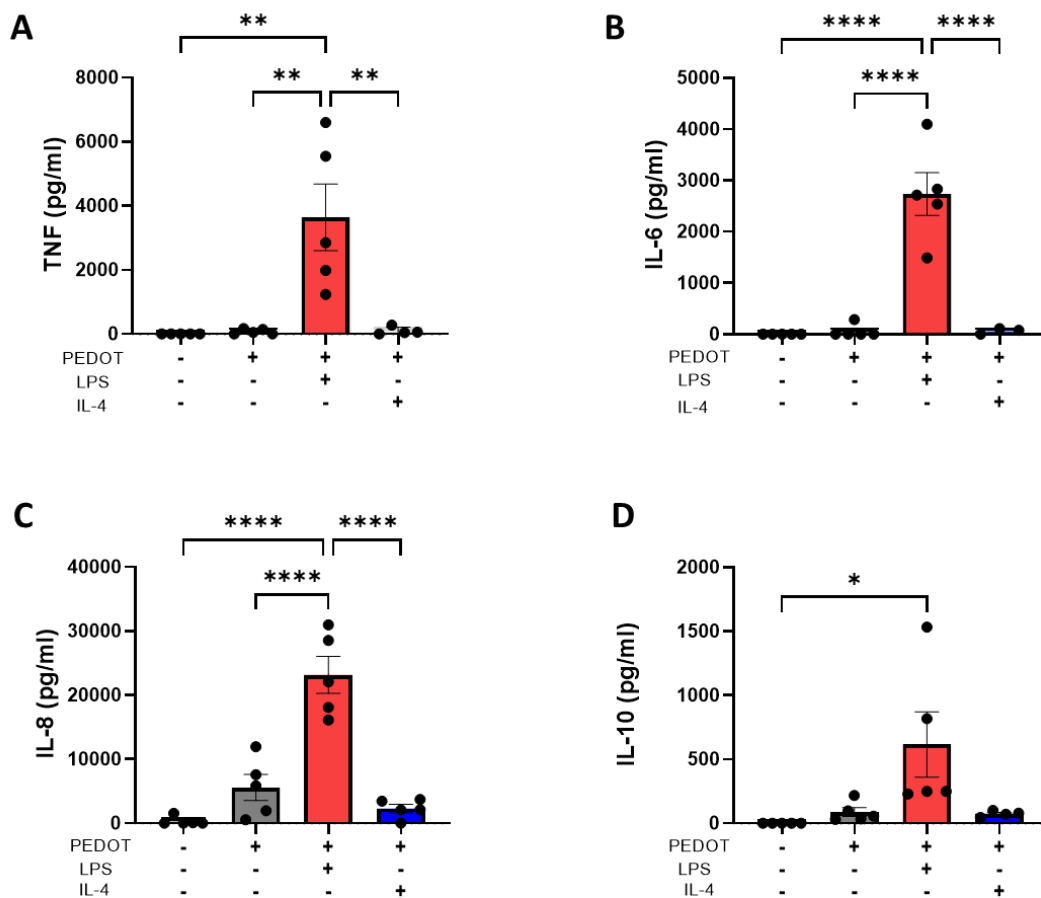 A
** 
** **
8000
6000
4000
2000
0
TNF (pg/ml)
PEDOT - + + +
LPS - - + -
IL-4 - - - +
B
**** ****
****
5000
4000
3000
2000
1000
0
IL-6 (pg/ml)
PEDOT - + + +
LPS - - + -
IL-4 - - - +
C
**** ****
****
40000
30000
20000
10000
0
IL-8 (pg/ml)
PEDOT - + + +
LPS - - + -
IL-4 - - - +
D
*
2000
1500
1000
500
0
IL-10 (pg/ml)
PEDOT - + + +
LPS - - + -
IL-4 - - - +